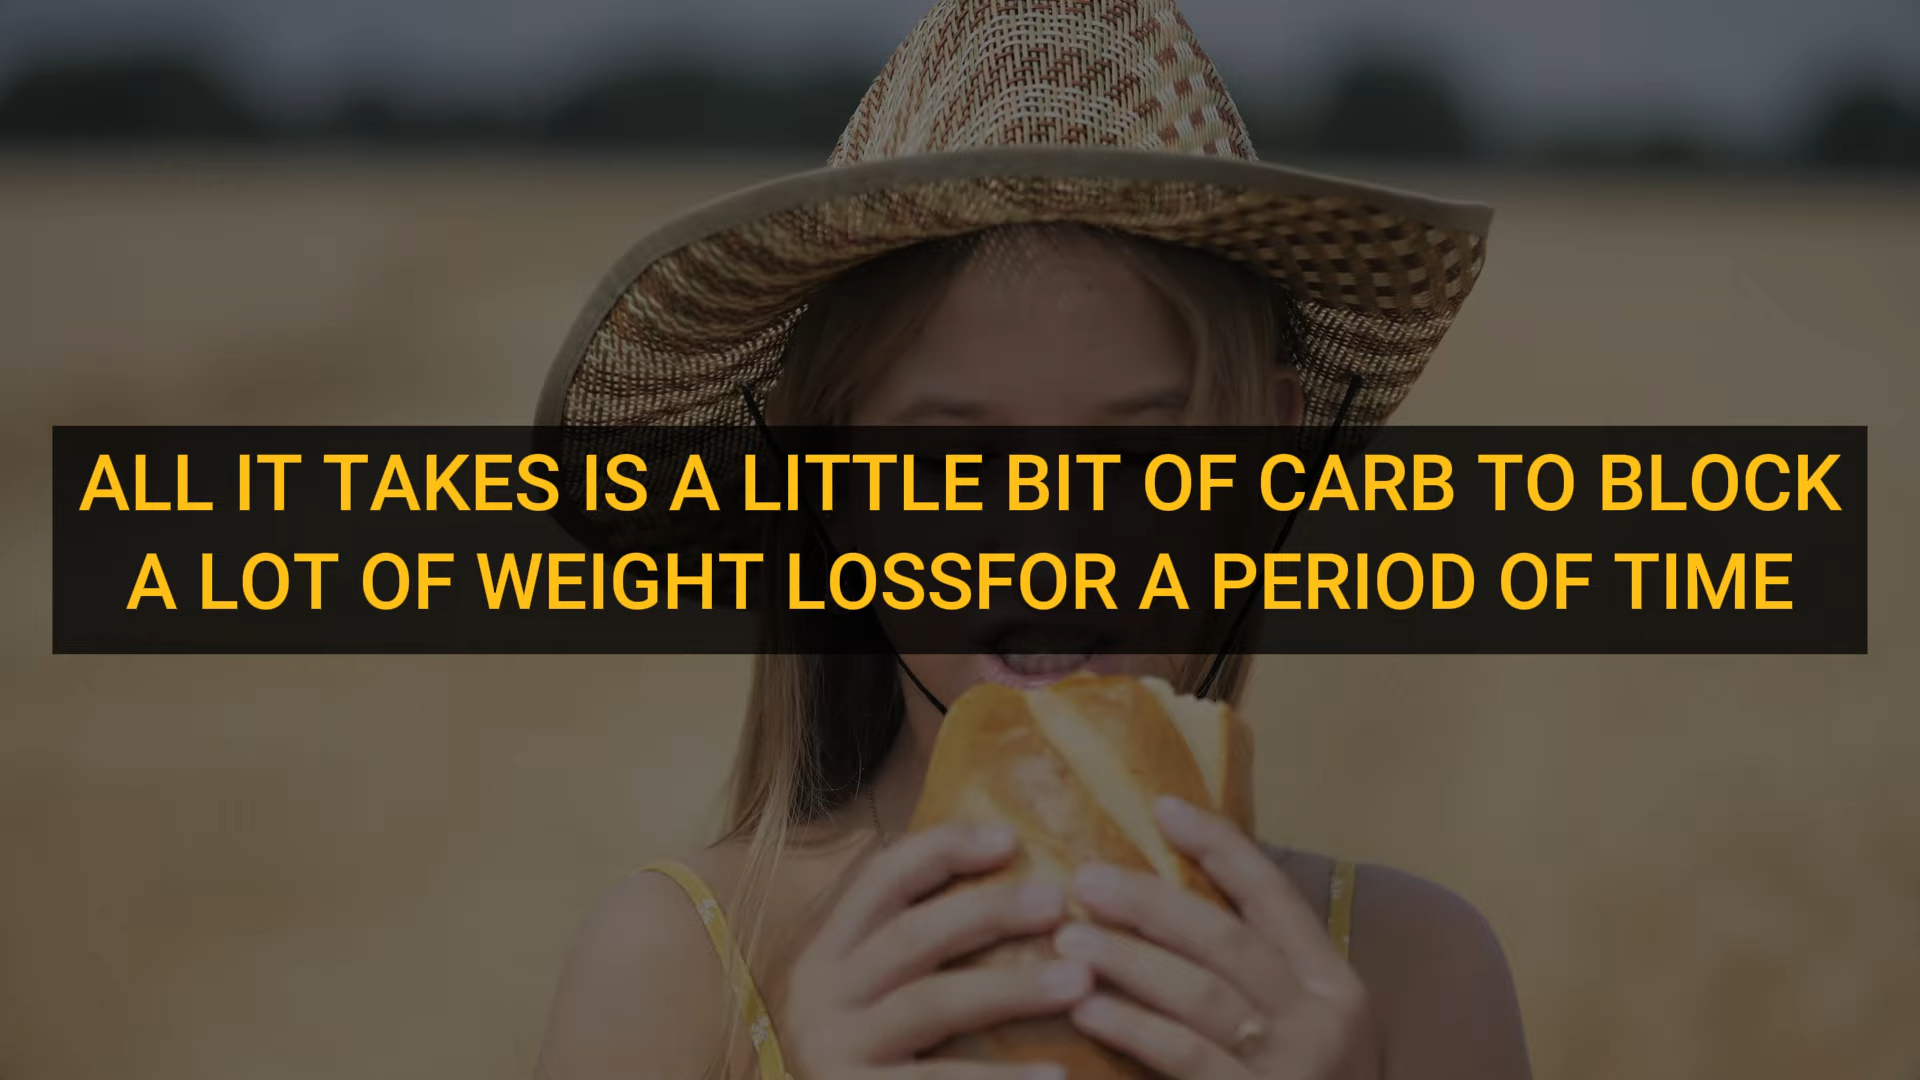 ALL IT TAKES IS A LITTLE BIT OF CARB TO BLOCK
A LOT OF WEIGHT LOSSFOR A PERIOD OF TIME